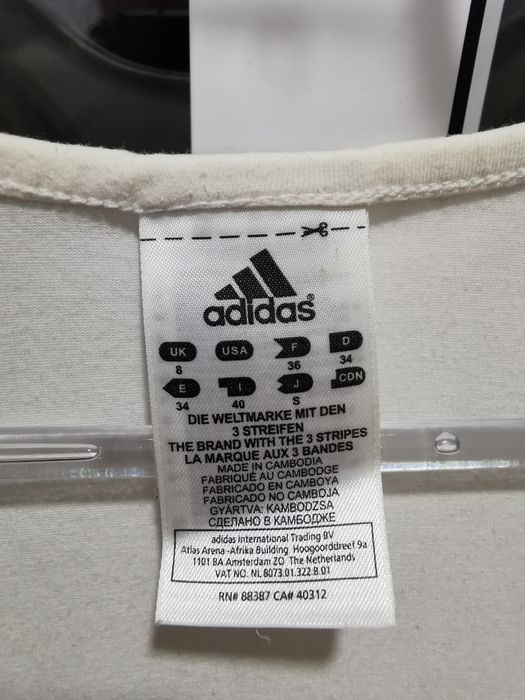 adidas®
UK USA F D
8 36 34
E I J CDN
34 40 S
DIE WELTMARKE MIT DEN
3 STREIFEN
THE BRAND WITH THE 3 STRIPES
LA MARQUE AUX 3 BANDES
MADE IN CAMBODIA
FABRIQUÉ AU CAMBODGE
FABRICADO EN CAMBOYA
FABRICADO NO CAMBOJA
GYÁRTVA: KAMBODZSA
СДЕЛАНО В КАМБОДЖЕ
adidas International Trading BV
Atlas Arena -Afrika Building Hoogoorddreef 9a
1101 BA Amsterdam ZO The Netherlands
VAT NO. NL 8073.01.322 B.01
RN# 88387 CA# 40312